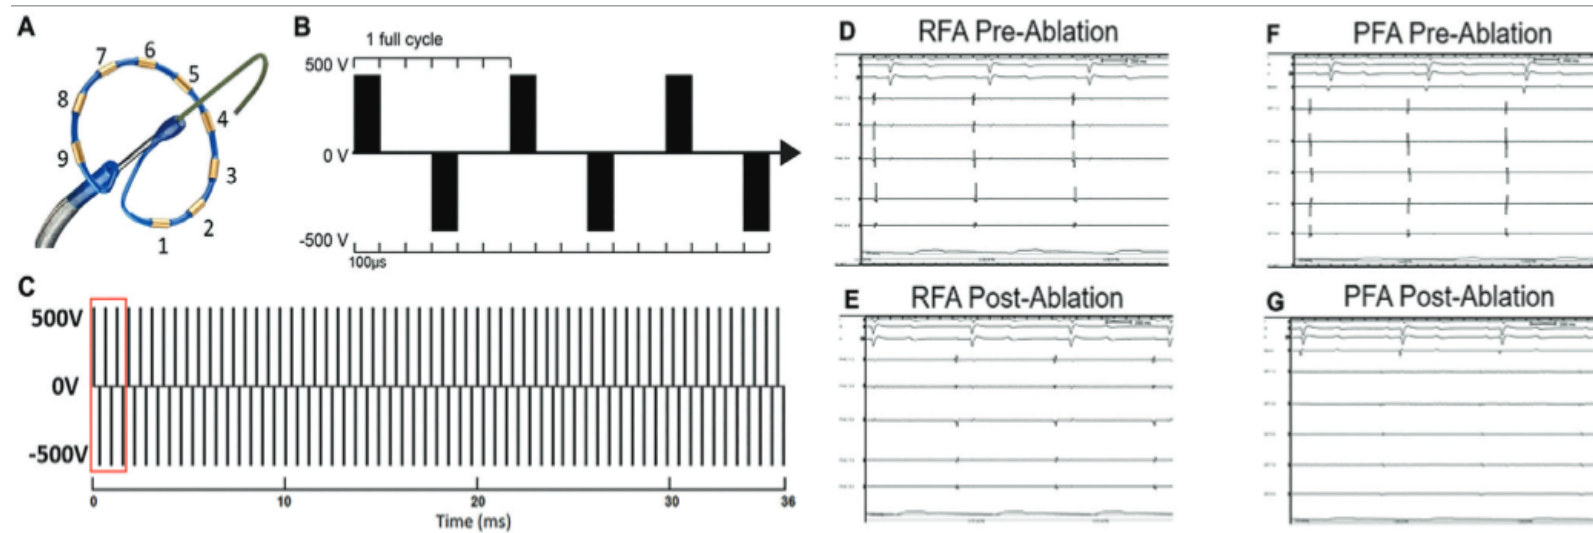 A
1
2
3
4
5
6
7
8
9
B
1 full cycle
500 V
0 V
-500 V
100µs
C
500V
0V
-500V
0
10
20
30
36
Time (ms)
D
RFA Pre-Ablation
E
RFA Post-Ablation
F
PFA Pre-Ablation
G
PFA Post-Ablation